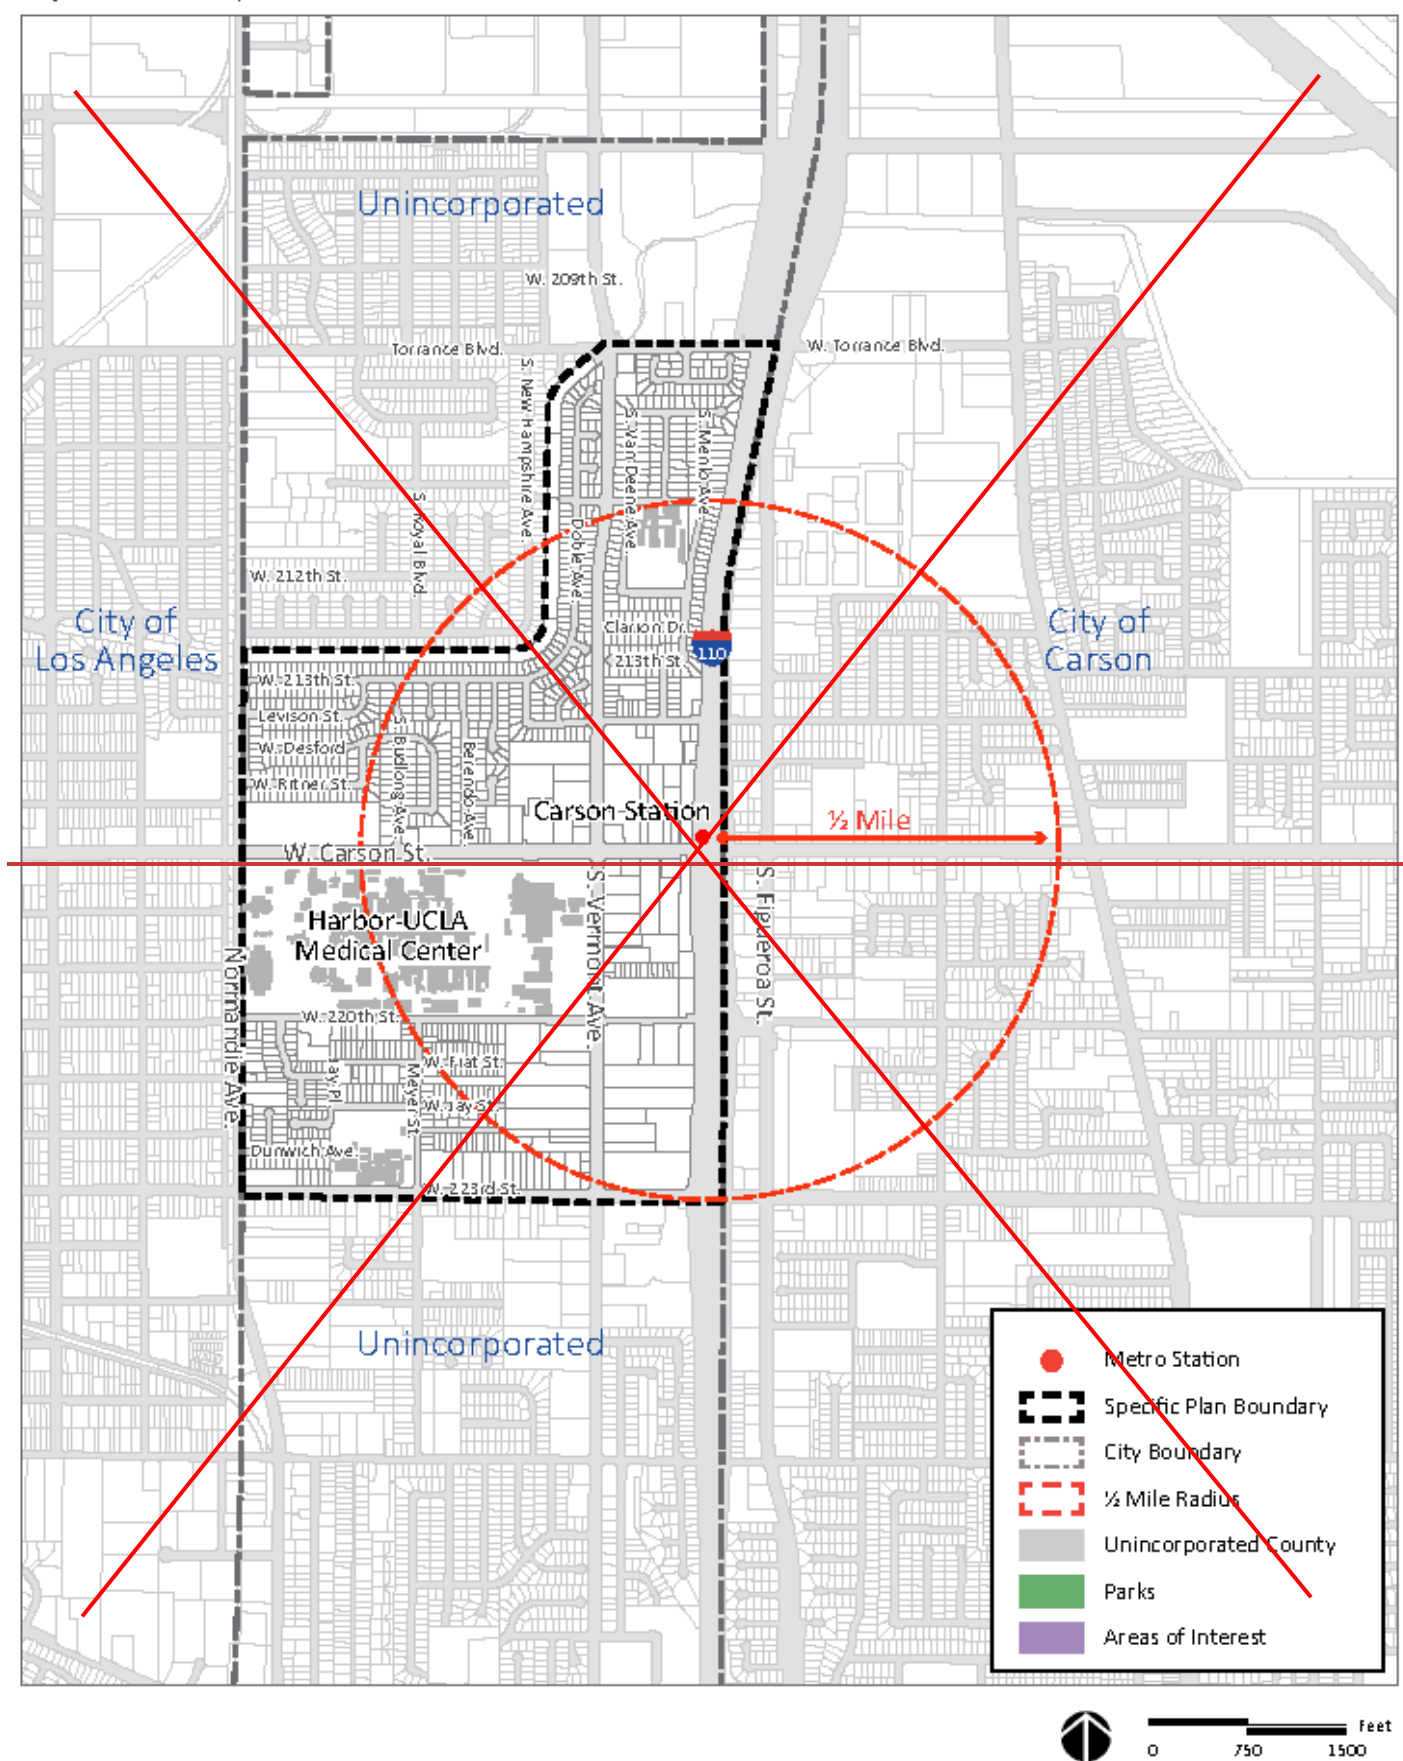 Unincorporated
W. 209th St.
Torrance Blvd.
W. Torrance Blvd.
S. New Hampshire Ave.
S. Van Deene Ave.
S. Menlo Ave.
S. Royal Blvd.
Doble Ave.
W. 212th St.
City of
Los Angeles
Clarion Dr.
213th St.
110
City of
Carson
W. 213th St.
Levison St.
W. Desford
W. Ritner St.
S. Budlong Ave.
Berendo Ave.
Carson Station
½ Mile
W. Carson St.
Harbor-UCLA
Medical Center
S. Vermont Ave.
S. Figueroa St.
Normandie Ave.
W. 220th St.
Jay Pl.
Meyer St.
W. Fiat St.
W. Jay St.
Dunwich Ave.
W. 223rd St.
Unincorporated
Metro Station
Specific Plan Boundary
City Boundary
½ Mile Radius
Unincorporated County
Parks
Areas of Interest
Feet
0 750 1500